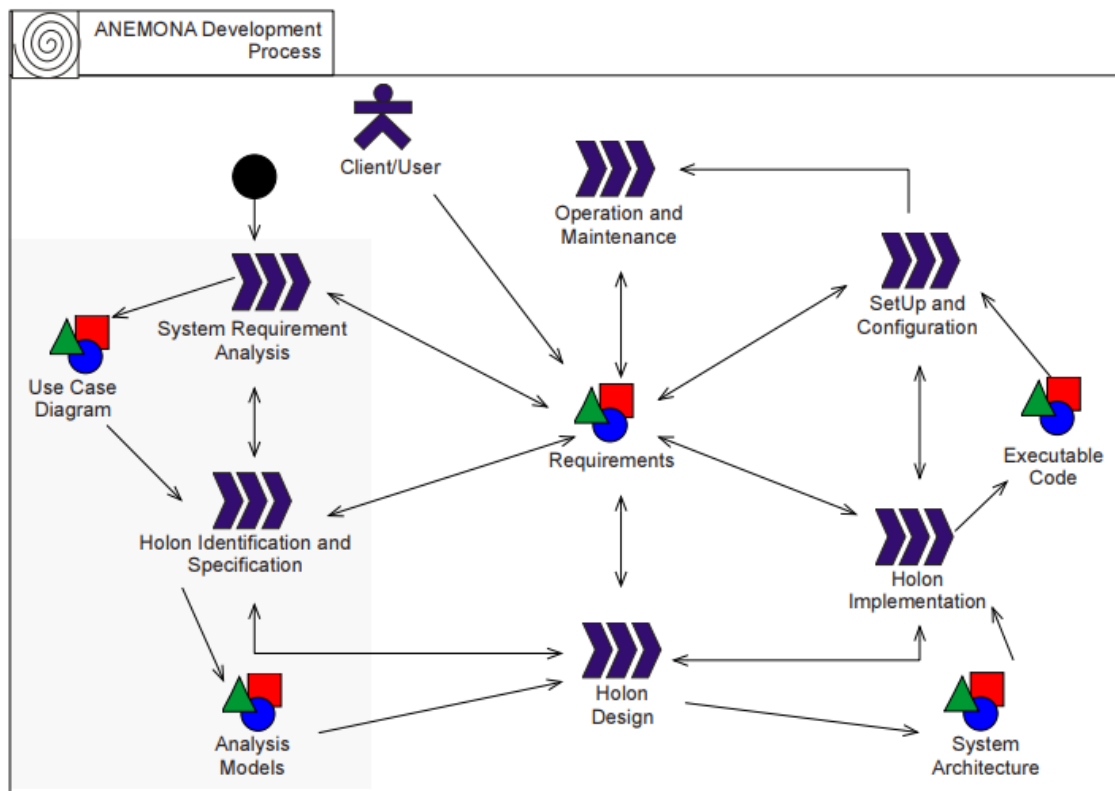 ANEMONA Development
Process
Client/User
Operation and
Maintenance
SetUp and
Configuration
System Requirement
Analysis
Use Case
Diagram
Requirements
Executable
Code
Holon Identification and
Specification
Holon
Implementation
Holon
Design
Analysis
Models
System
Architecture